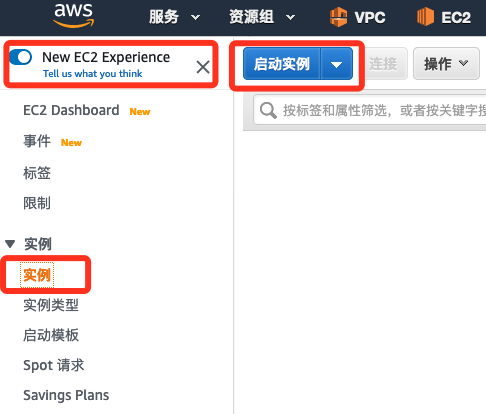 aws 服务 资源组 VPC EC2
New EC2 Experience
Tell us what you think
启动实例 连接 操作
按标签和属性筛选，或者按关键字搜
EC2 Dashboard New
事件 New
标签
限制
实例
实例
实例类型
启动模板
Spot 请求
Savings Plans